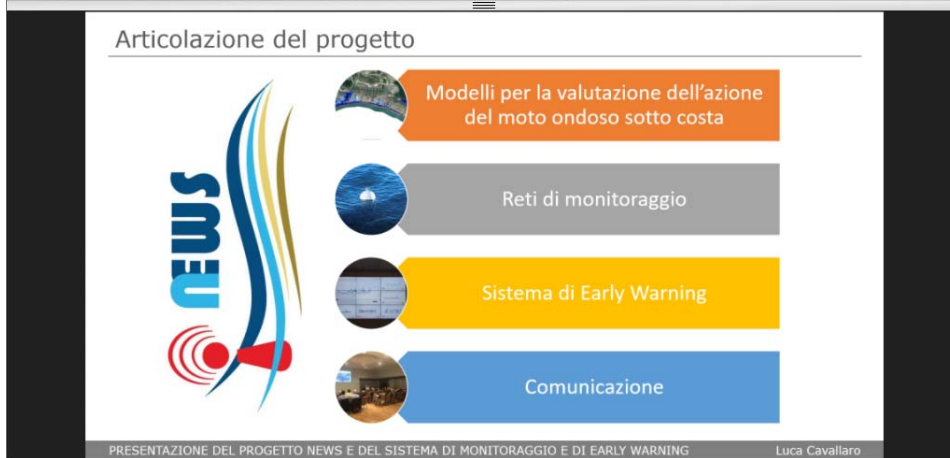 Articolazione del progetto
NEWS
Modelli per la valutazione dell'azione
del moto ondoso sotto costa
Reti di monitoraggio
Sistema di Early Warning
Comunicazione
PRESENTAZIONE DEL PROGETTO NEWS E DEL SISTEMA DI MONITORAGGIO E DI EARLY WARNING
Luca Cavallaro